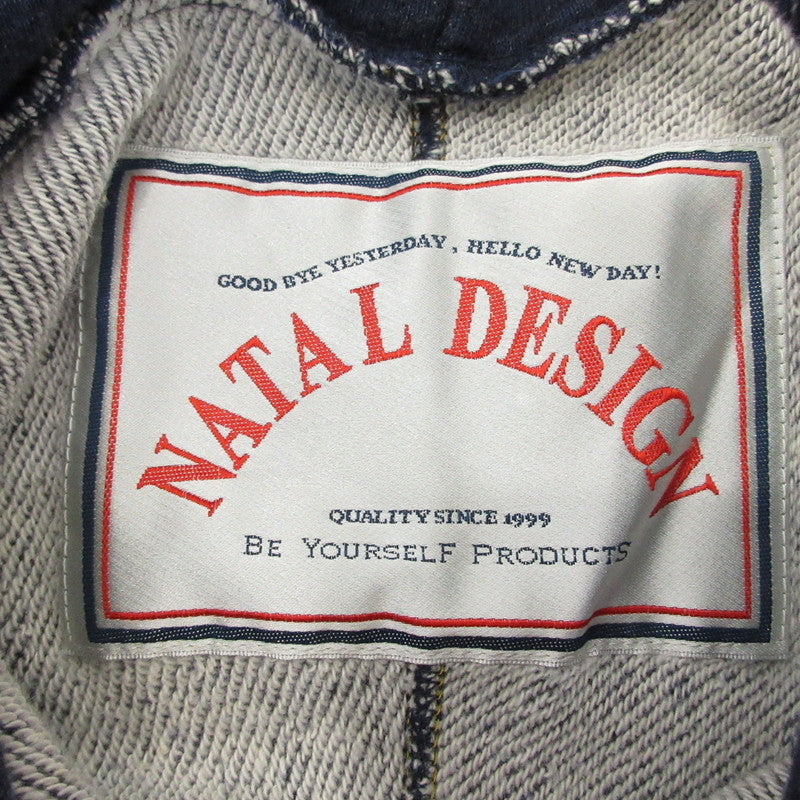 GOOD BYE YESTERDAY, HELLO NEW DAY!
NATAL DESIGN
QUALITY SINCE 1999
BE YOURSELF PRODUCTS